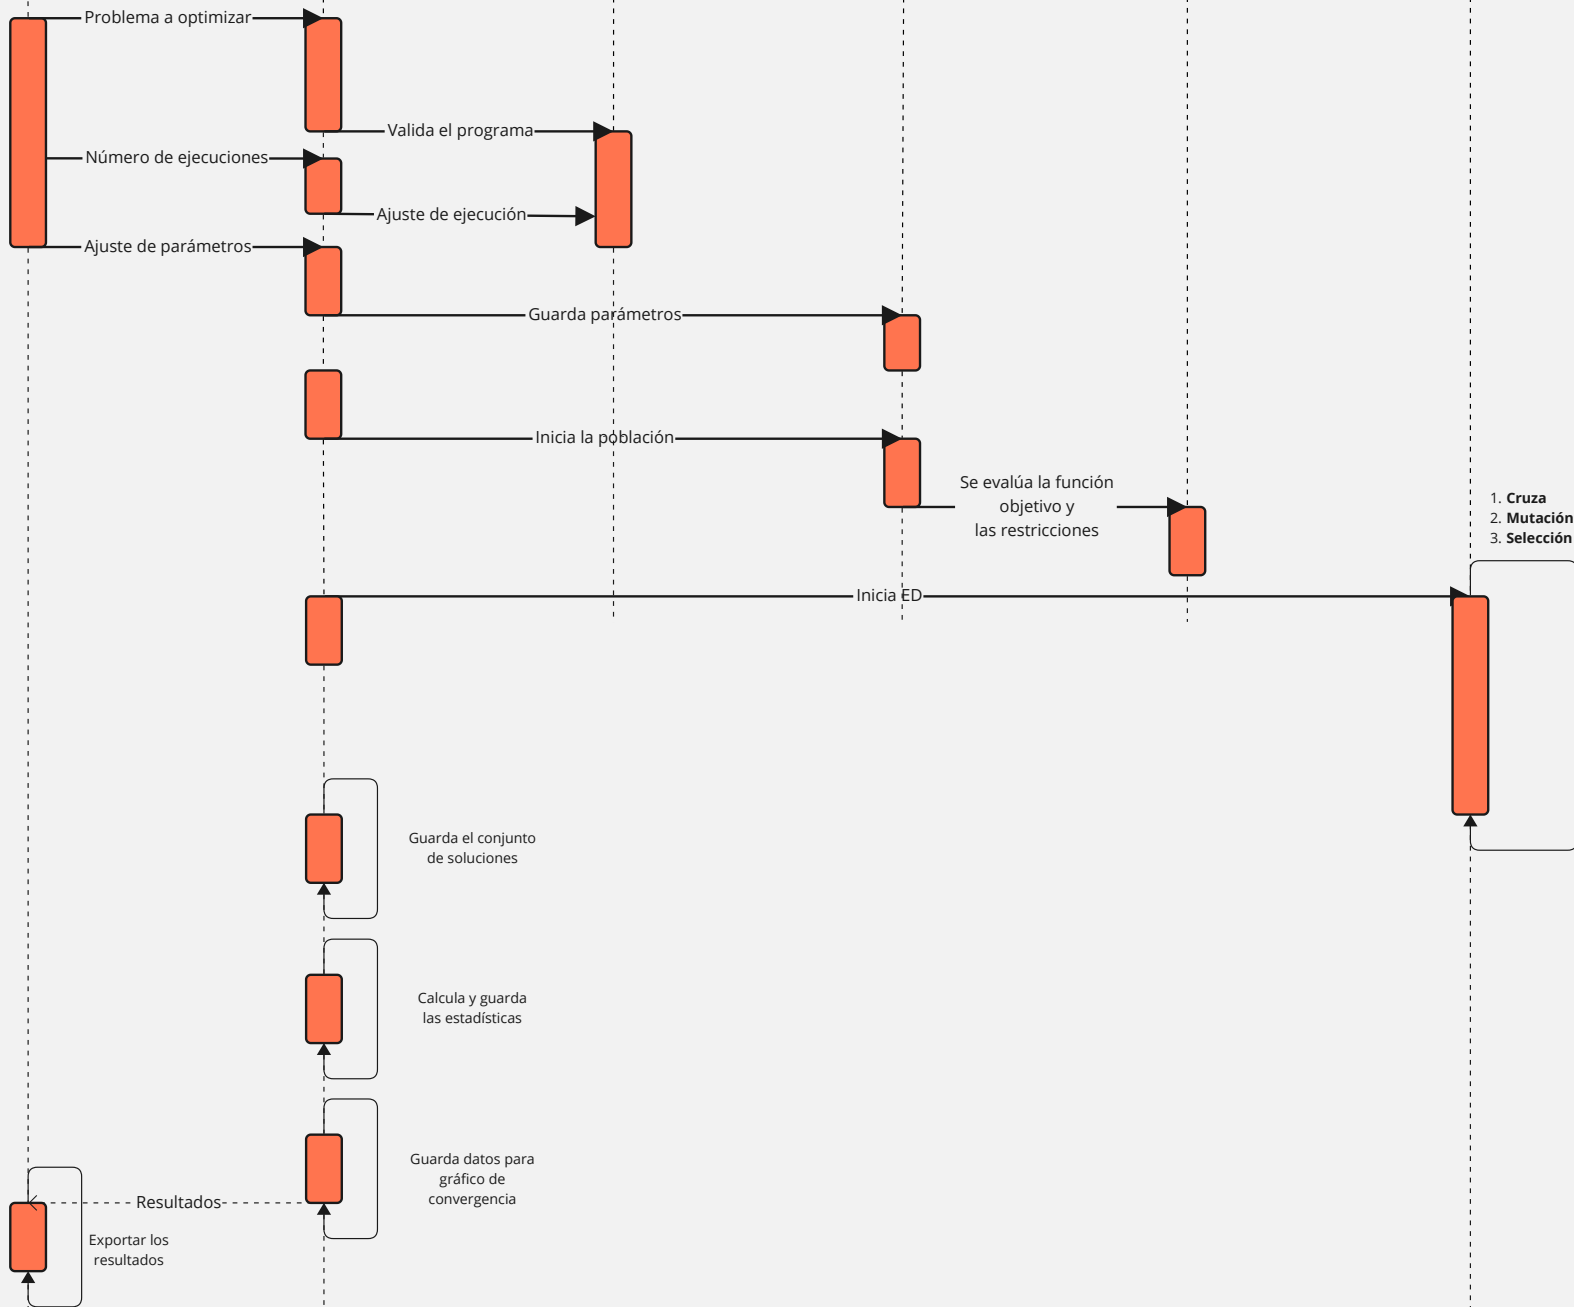 Problema a optimizar
Valida el programa
Número de ejecuciones
Ajuste de ejecución
Ajuste de parámetros
Guarda parámetros
Inicia la población
Se evalúa la función
objetivo y
las restricciones
1. Cruza
2. Mutación
3. Selección
Inicia ED
Guarda el conjunto
de soluciones
Calcula y guarda
las estadísticas
Guarda datos para
gráfico de
convergencia
Resultados
Exportar los
resultados